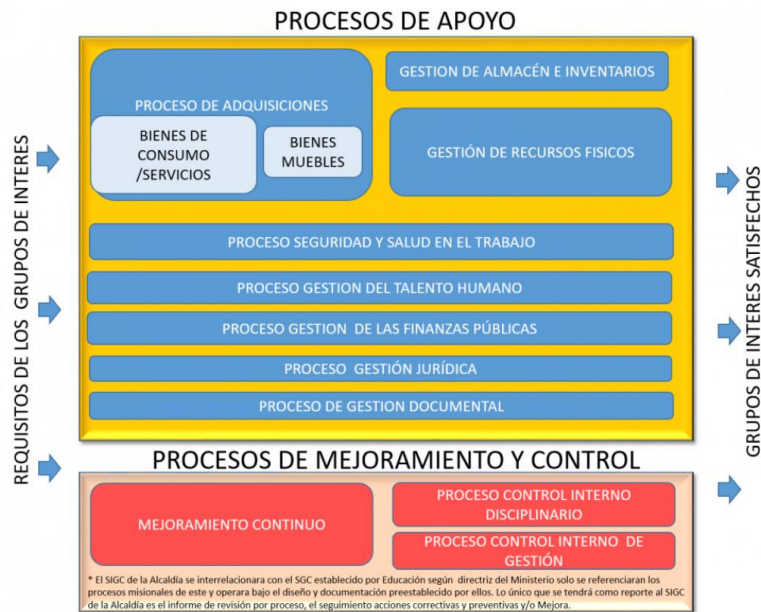 PROCESOS DE APOYO
REQUISITOS DE LOS GRUPOS DE INTERES
PROCESO DE ADQUISICIONES
BIENES DE
CONSUMO
/SERVICIOS
BIENES
MUEBLES
GESTION DE ALMACÉN E INVENTARIOS
GESTIÓN DE RECURSOS FISICOS
PROCESO SEGURIDAD Y SALUD EN EL TRABAJO
PROCESO GESTION DEL TALENTO HUMANO
PROCESO GESTION DE LAS FINANZAS PÚBLICAS
PROCESO GESTIÓN JURÍDICA
PROCESO DE GESTION DOCUMENTAL
GRUPOS DE INTERES SATISFECHOS
PROCESOS DE MEJORAMIENTO Y CONTROL
MEJORAMIENTO CONTINUO
PROCESO CONTROL INTERNO
DISCIPLINARIO
PROCESO CONTROL INTERNO DE
GESTIÓN
* El SIGC de la Alcaldía se interrelacionara con el SGC establecido por Educación según directriz del Ministerio solo se referenciaran los
procesos misionales de este y operara bajo el diseño y documentación preestablecido por ellos. Lo único que se tendrá como reporte al SIGC
de la Alcaldía es el informe de revisión por proceso, el seguimiento acciones correctivas y preventivas y/o Mejora.